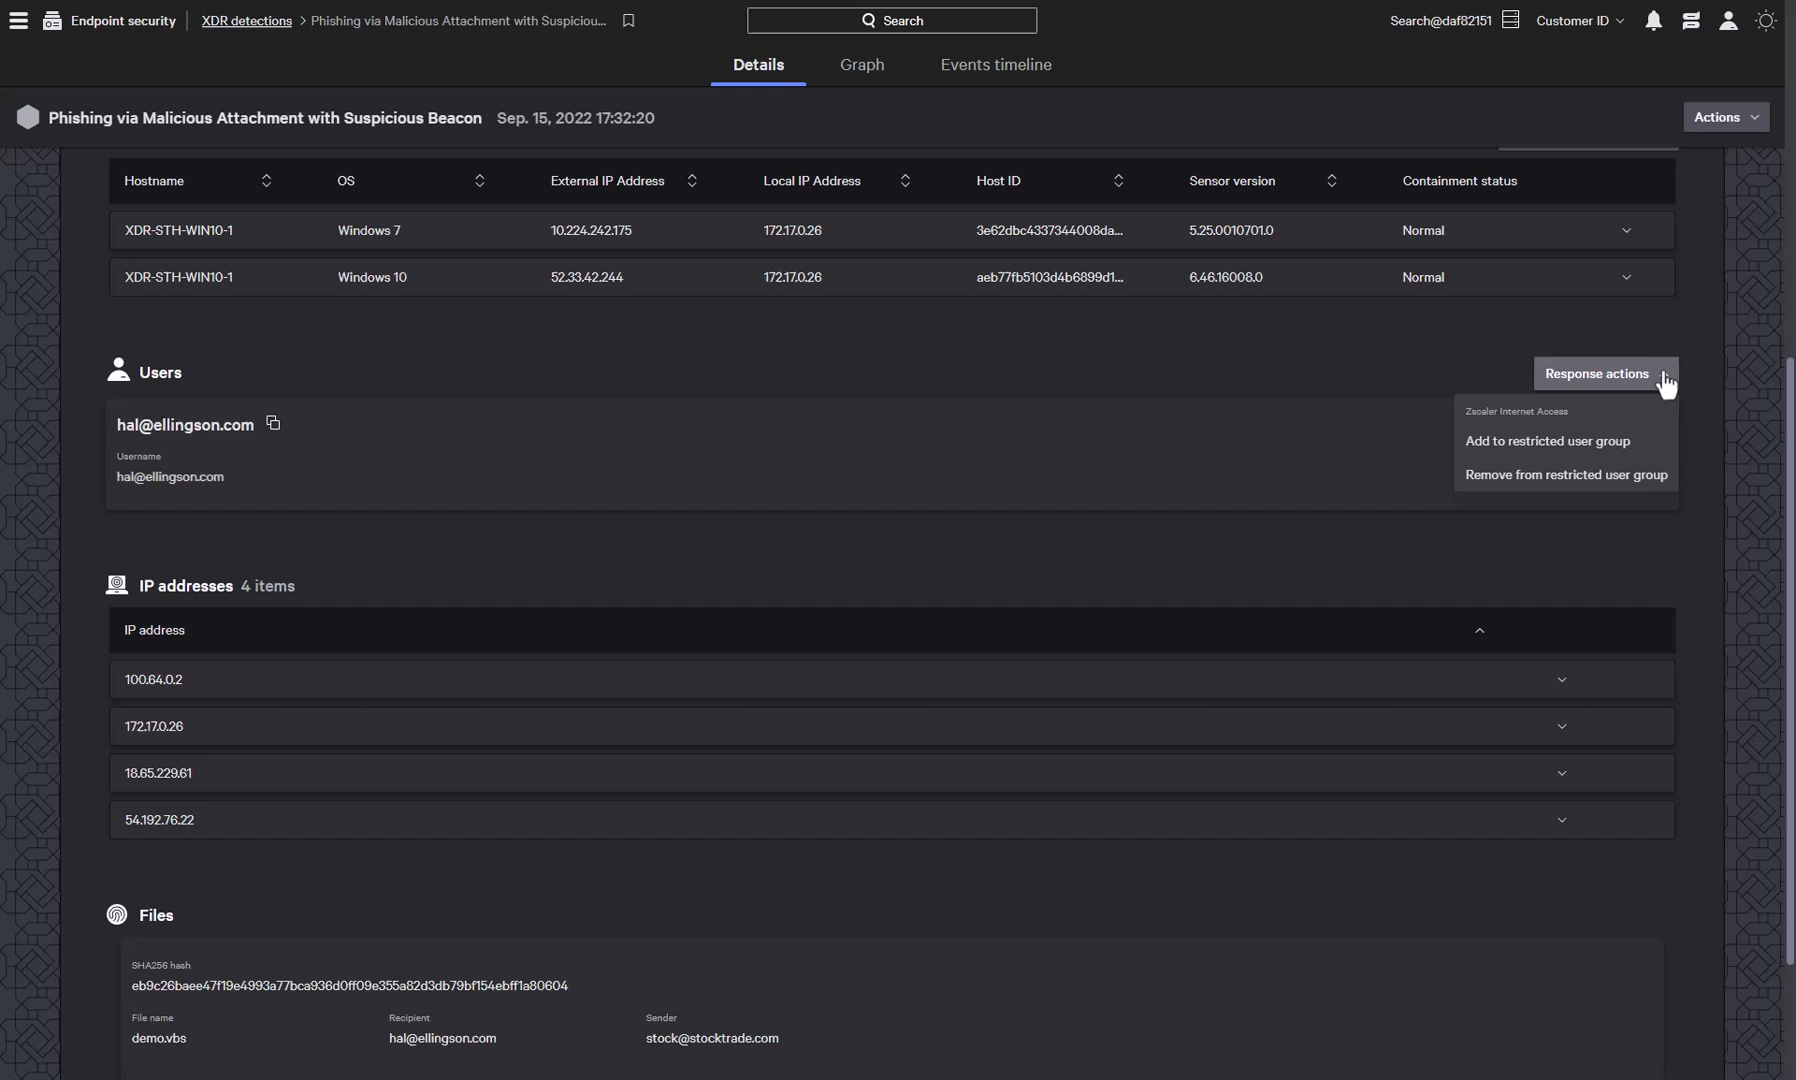 Endpoint security
XDR detections > Phishing via Malicious Attachment with Suspiciou...
Search
Search@daf82151
Customer ID
Details
Graph
Events timeline
Phishing via Malicious Attachment with Suspicious Beacon Sep. 15, 2022 17:32:20
Actions
Hostname OS External IP Address Local IP Address Host ID Sensor version Containment status
XDR-STH-WIN10-1 Windows 7 10.224.242.175 172.17.0.26 3e62dbc4337344008da... 5.25.0010701.0 Normal
XDR-STH-WIN10-1 Windows 10 52.33.42.244 172.17.0.26 aeb77fb5103d4b6899d1... 6.46.16008.0 Normal
Users
Response actions
Zscaler Internet Access
Add to restricted user group
Remove from restricted user group
hal@ellingson.com
Username
hal@ellingson.com
IP addresses 4 items
IP address
100.64.0.2
172.17.0.26
18.65.229.61
54.192.76.22
Files
SHA256 hash
eb9c26baee47f19e4993a77bca936d0ff09e355a82d3db79bf154ebff1a80604
File name Recipient Sender
demo.vbs hal@ellingson.com stock@stocktrade.com